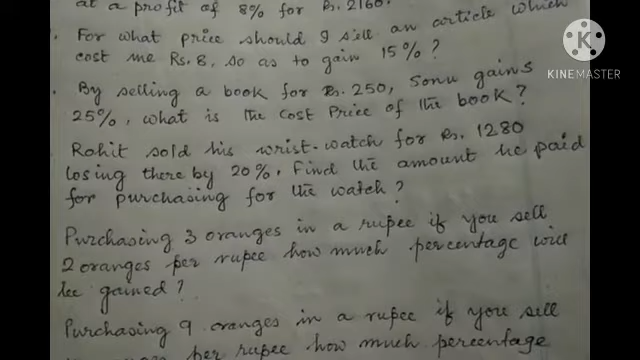 at a profit of 8% for Rs. 2160.
For what price should I sell an article which
cost me Rs. 8, so as to gain 15%?
By selling a book for Rs. 250, Sonu gains
25%, what is the Cost Price of the book?
Rohit sold his wrist-watch for Rs. 1280
losing there by 20%. Find the amount he paid
for purchasing for the watch?
Purchasing 3 oranges in a rupee if you sell
2 oranges per rupee how much percentage will
be gained?
Purchasing 9 oranges in a rupee if you sell
oranges per rupee how much percentage
KINEMASTER